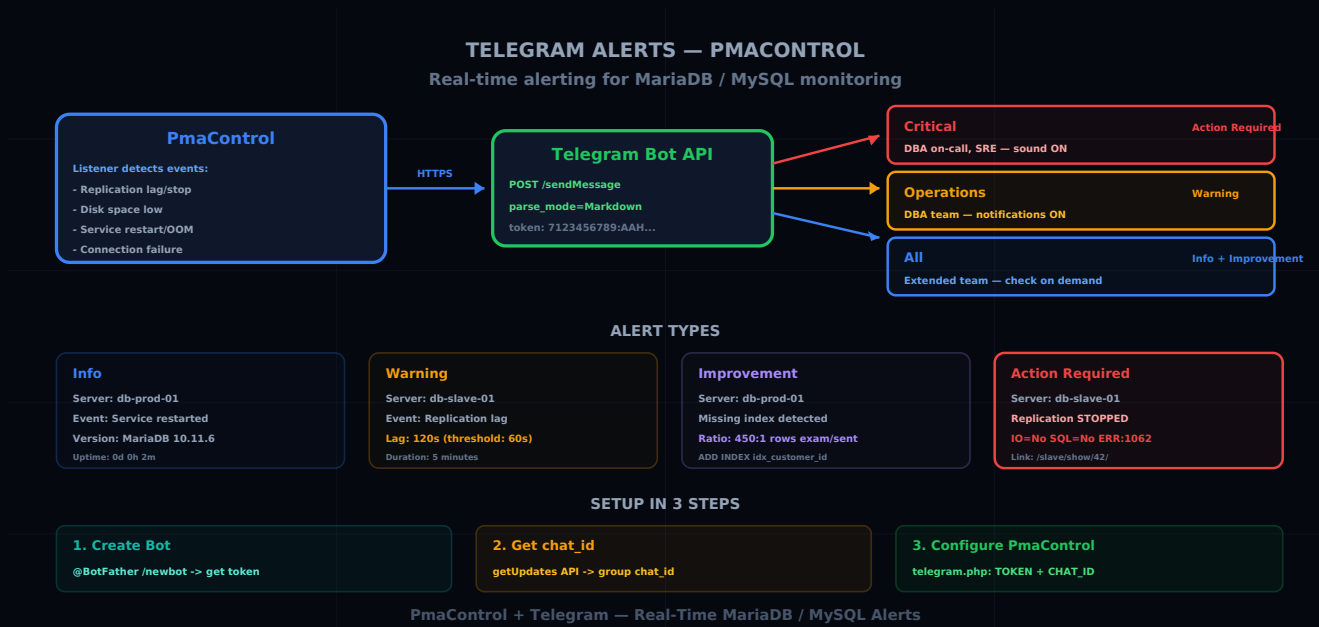 TELEGRAM ALERTS — PMACONTROL
Real-time alerting for MariaDB / MySQL monitoring
PmaControl
Listener detects events:
- Replication lag/stop
- Disk space low
- Service restart/OOM
- Connection failure
HTTPS
Telegram Bot API
POST /sendMessage
parse_mode=Markdown
token: 7123456789:AAH...
Critical
Action Required
DBA on-call, SRE — sound ON
Operations
Warning
DBA team — notifications ON
All
Info + Improvement
Extended team — check on demand
ALERT TYPES
Info
Server: db-prod-01
Event: Service restarted
Version: MariaDB 10.11.6
Uptime: 0d 0h 2m
Warning
Server: db-slave-01
Event: Replication lag
Lag: 120s (threshold: 60s)
Duration: 5 minutes
Improvement
Server: db-prod-01
Missing index detected
Ratio: 450:1 rows exam/sent
ADD INDEX idx_customer_id
Action Required
Server: db-slave-01
Replication STOPPED
IO=No SQL=No ERR:1062
Link: /slave/show/42/
SETUP IN 3 STEPS
1. Create Bot
@BotFather /newbot -> get token
2. Get chat_id
getUpdates API -> group chat_id
3. Configure PmaControl
telegram.php: TOKEN + CHAT_ID
PmaControl + Telegram — Real-Time MariaDB / MySQL Alerts